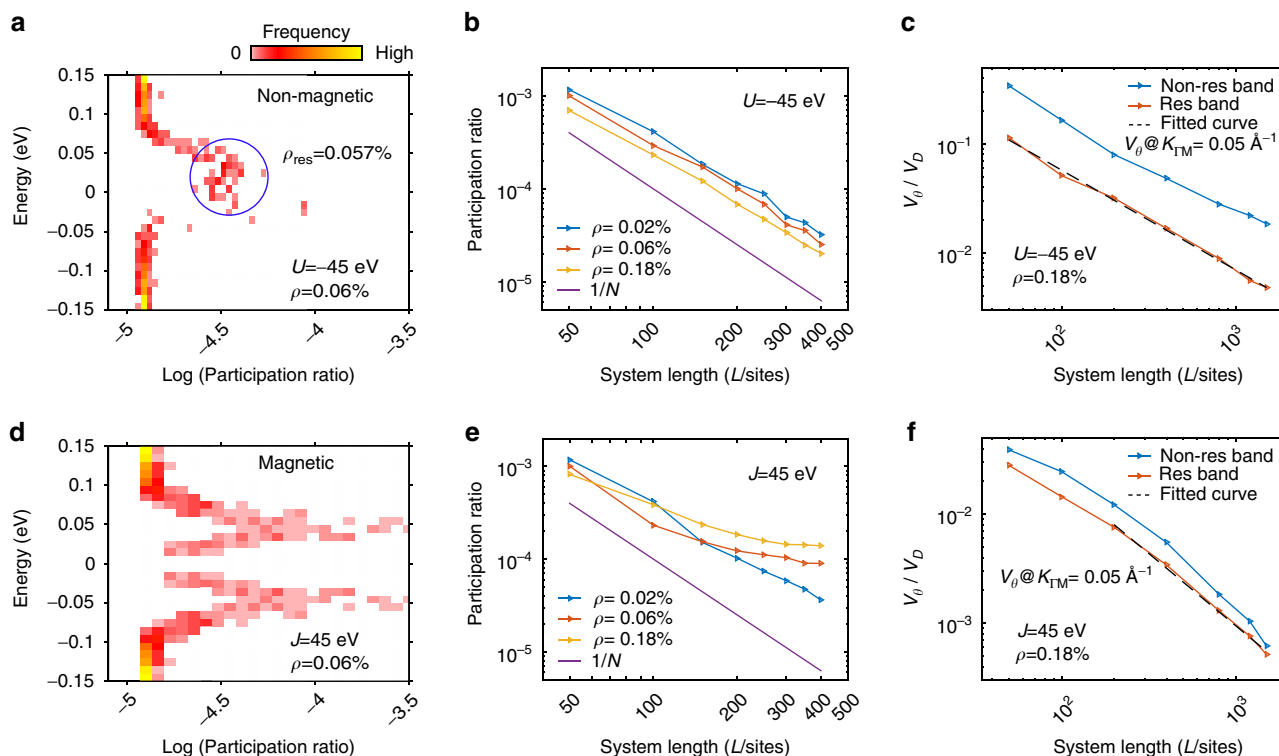 a
Frequency
0 High
Non-magnetic
ρres=0.057%
U=−45 eV
ρ=0.06%
0.15
0.1
0.05
0
−0.05
−0.1
−0.15
Energy (eV)
−5 −4.5 −4 −3.5
Log (Participation ratio)
b
U=−45 eV
10−3
10−4
10−5
Participation ratio
ρ= 0.02%
ρ= 0.06%
ρ= 0.18%
1/N
50 100 200 300 400 500
System length (L/sites)
c
Non-res band
Res band
Fitted curve
Vθ@KΓM= 0.05 Å−1
10−1
10−2
Vθ / VD
U=−45 eV
ρ=0.18%
102 103
System length (L/sites)
d
Magnetic
J=45 eV
ρ=0.06%
0.15
0.1
0.05
0
−0.05
−0.1
−0.15
Energy (eV)
−5 −4.5 −4 −3.5
Log (Participation ratio)
e
J=45 eV
10−3
10−4
10−5
Participation ratio
ρ= 0.02%
ρ= 0.06%
ρ= 0.18%
1/N
50 100 200 300 400 500
System length (L/sites)
f
Non-res band
Res band
Fitted curve
10−2
10−3
Vθ / VD
Vθ@KΓM= 0.05 Å−1
J=45 eV
ρ=0.18%
102 103
System length (L/sites)